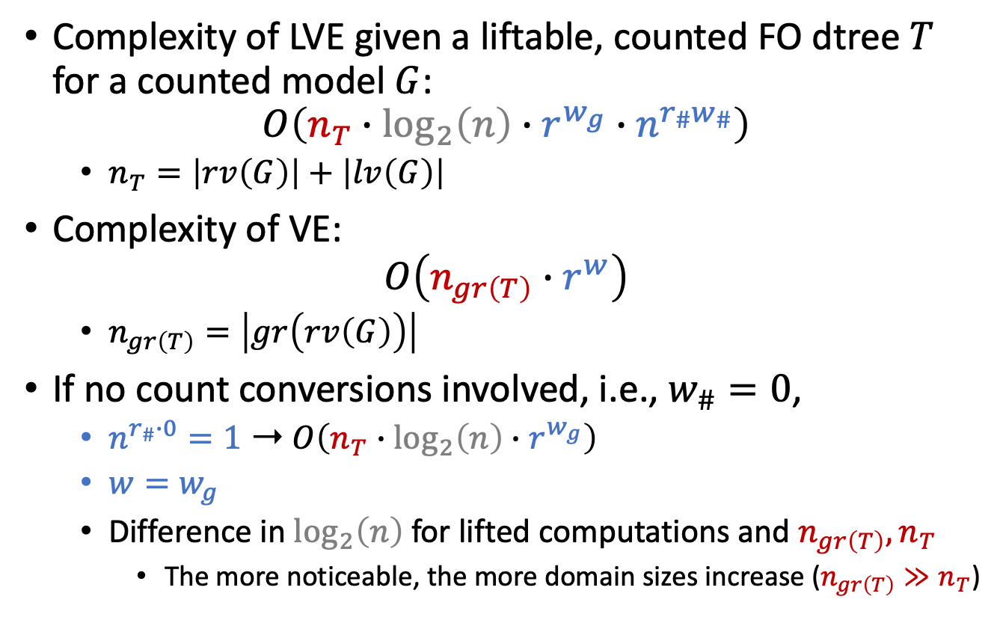 • Complexity of LVE given a liftable, counted FO dtree T
for a counted model G:
O(n_T · log₂(n) · r^{w_g} · n^{r_# w_#})
• n_T = |rv(G)| + |lv(G)|
• Complexity of VE:
O(n_{gr(T)} · r^w)
• n_{gr(T)} = |gr(rv(G))|
• If no count conversions involved, i.e., w_# = 0,
• n^{r_#·0} = 1 → O(n_T · log₂(n) · r^{w_g})
• w = w_g
• Difference in log₂(n) for lifted computations and n_{gr(T)}, n_T
• The more noticeable, the more domain sizes increase (n_{gr(T)} ≫ n_T)